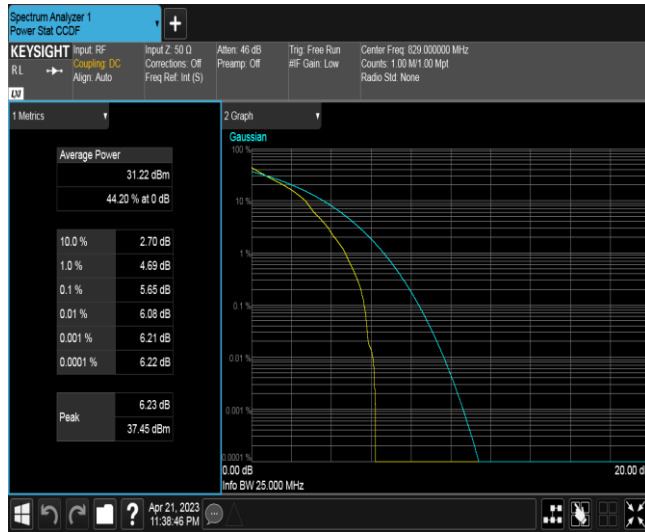 Spectrum Analyzer 1
Power Stat CCDF
+
KEYSIGHT
RL
LXI
Input: RF
Coupling: DC
Align: Auto
Input Z: 50 Ω
Corrections: Off
Freq Ref: Int (S)
Atten: 46 dB
Preamp: Off
Trig: Free Run
#IF Gain: Low
Center Freq: 829.000000 MHz
Counts: 1.00 M/1.00 Mpt
Radio Std: None
1 Metrics
Average Power
31.22 dBm
44.20 % at 0 dB
10.0 % 2.70 dB
1.0 % 4.69 dB
0.1 % 5.65 dB
0.01 % 6.08 dB
0.001 % 6.21 dB
0.0001 % 6.22 dB
Peak
6.23 dB
37.45 dBm
2 Graph
Gaussian
100 %
10 %
1 %
0.1 %
0.01 %
0.001 %
0.0001 %
0.00 dB 20.00 d
Info BW 25.000 MHz
?
Apr 21, 2023
11:38:46 PM